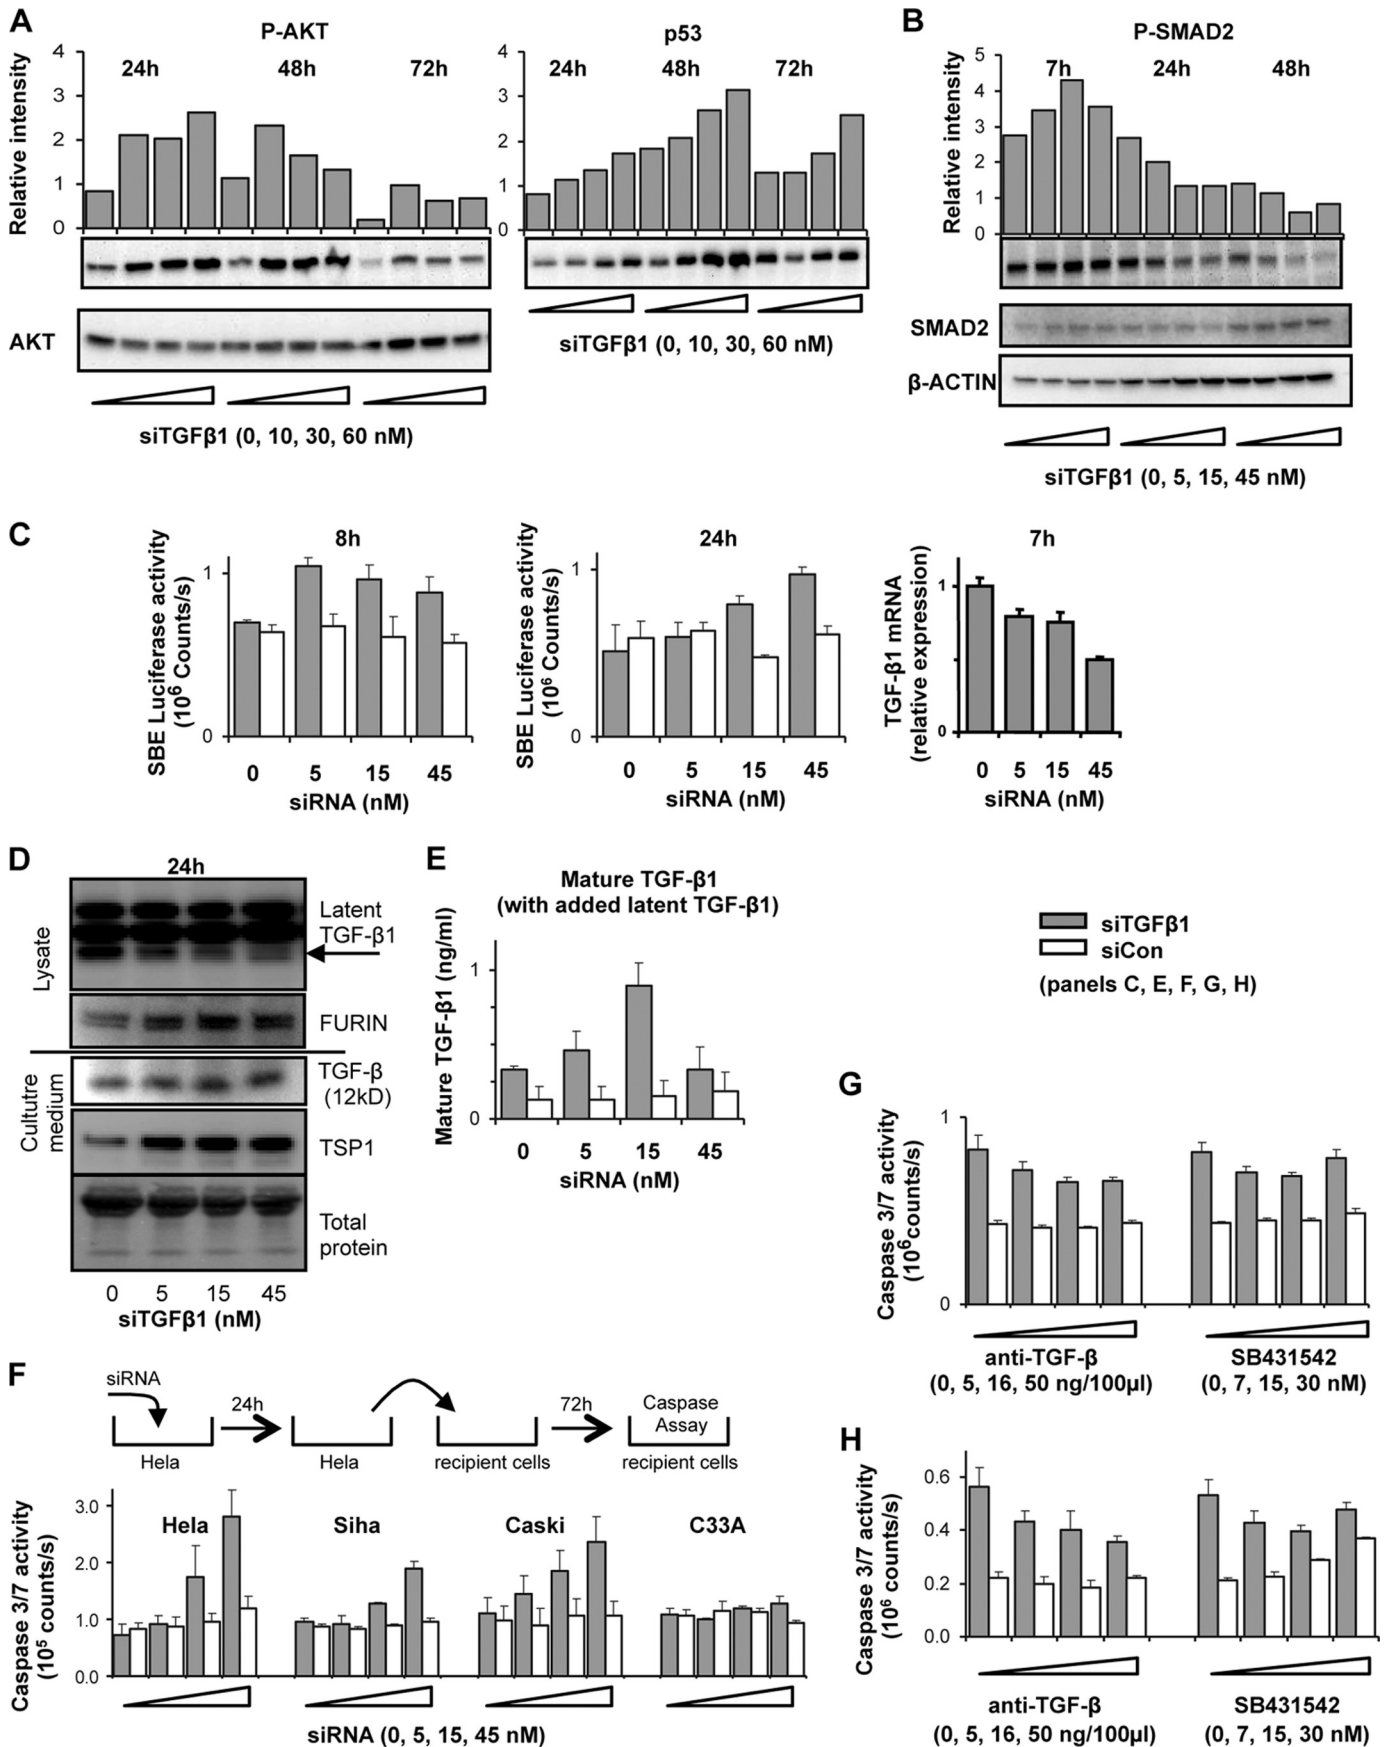 A
P-AKT
Relative intensity
4
3
2
1
0
24h
48h
72h
AKT
siTGFβ1 (0, 10, 30, 60 nM)
p53
4
3
2
1
0
24h
48h
72h
siTGFβ1 (0, 10, 30, 60 nM)
B
P-SMAD2
Relative intensity
5
4
3
2
1
0
7h
24h
48h
SMAD2
β-ACTIN
siTGFβ1 (0, 5, 15, 45 nM)
C
8h
SBE Luciferase activity
(10⁶ Counts/s)
1
0
0 5 15 45
siRNA (nM)
24h
SBE Luciferase activity
(10⁶ Counts/s)
1
0
0 5 15 45
siRNA (nM)
7h
TGF-β1 mRNA
(relative expression)
1
0
0 5 15 45
siRNA (nM)
D
24h
Lysate
Latent
TGF-β1
FURIN
Cultutre
medium
TGF-β
(12kD)
TSP1
Total
protein
0 5 15 45
siTGFβ1 (nM)
E
Mature TGF-β1
(with added latent TGF-β1)
Mature TGF-β1 (ng/ml)
1
0
0 5 15 45
siRNA (nM)
siTGFβ1
siCon
(panels C, E, F, G, H)
F
siRNA
24h
72h
Caspase
Assay
Hela
Hela
recipient cells
recipient cells
Caspase 3/7 activity
(10⁵ counts/s)
3.0
2.0
1.0
0.0
Hela
Siha
Caski
C33A
siRNA (0, 5, 15, 45 nM)
G
Caspase 3/7 activity
(10⁶counts/s)
1
0
anti-TGF-β
(0, 5, 16, 50 ng/100µl)
SB431542
(0, 7, 15, 30 nM)
H
Caspase 3/7 activity
(10⁶ counts/s)
0.6
0.4
0.2
0.0
anti-TGF-β
(0, 5, 16, 50 ng/100µl)
SB431542
(0, 7, 15, 30 nM)